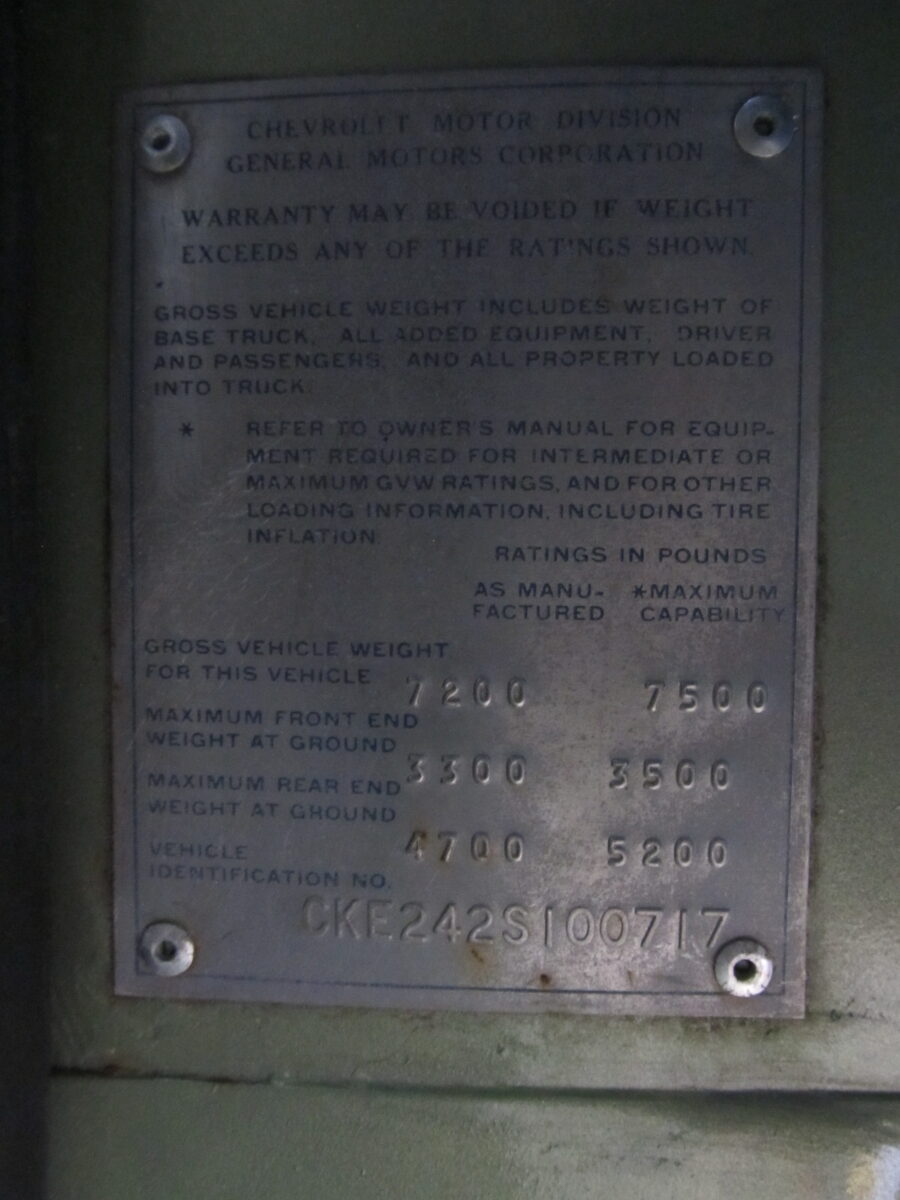 CHEVROLET MOTOR DIVISION
GENERAL MOTORS CORPORATION
WARRANTY MAY BE VOIDED IF WEIGHT
EXCEEDS ANY OF THE RATINGS SHOWN.
GROSS VEHICLE WEIGHT INCLUDES WEIGHT OF
BASE TRUCK, ALL ADDED EQUIPMENT, DRIVER
AND PASSENGERS, AND ALL PROPERTY LOADED
INTO TRUCK.
* REFER TO OWNER'S MANUAL FOR EQUIP-
MENT REQUIRED FOR INTERMEDIATE OR
MAXIMUM GVW RATINGS, AND FOR OTHER
LOADING INFORMATION, INCLUDING TIRE
INFLATION.
RATINGS IN POUNDS
AS MANU- *MAXIMUM
FACTURED CAPABILITY
GROSS VEHICLE WEIGHT
FOR THIS VEHICLE 7200 7500
MAXIMUM FRONT END
WEIGHT AT GROUND 3300 3500
MAXIMUM REAR END
WEIGHT AT GROUND 4700 5200
VEHICLE
IDENTIFICATION NO.
CKE242S100717